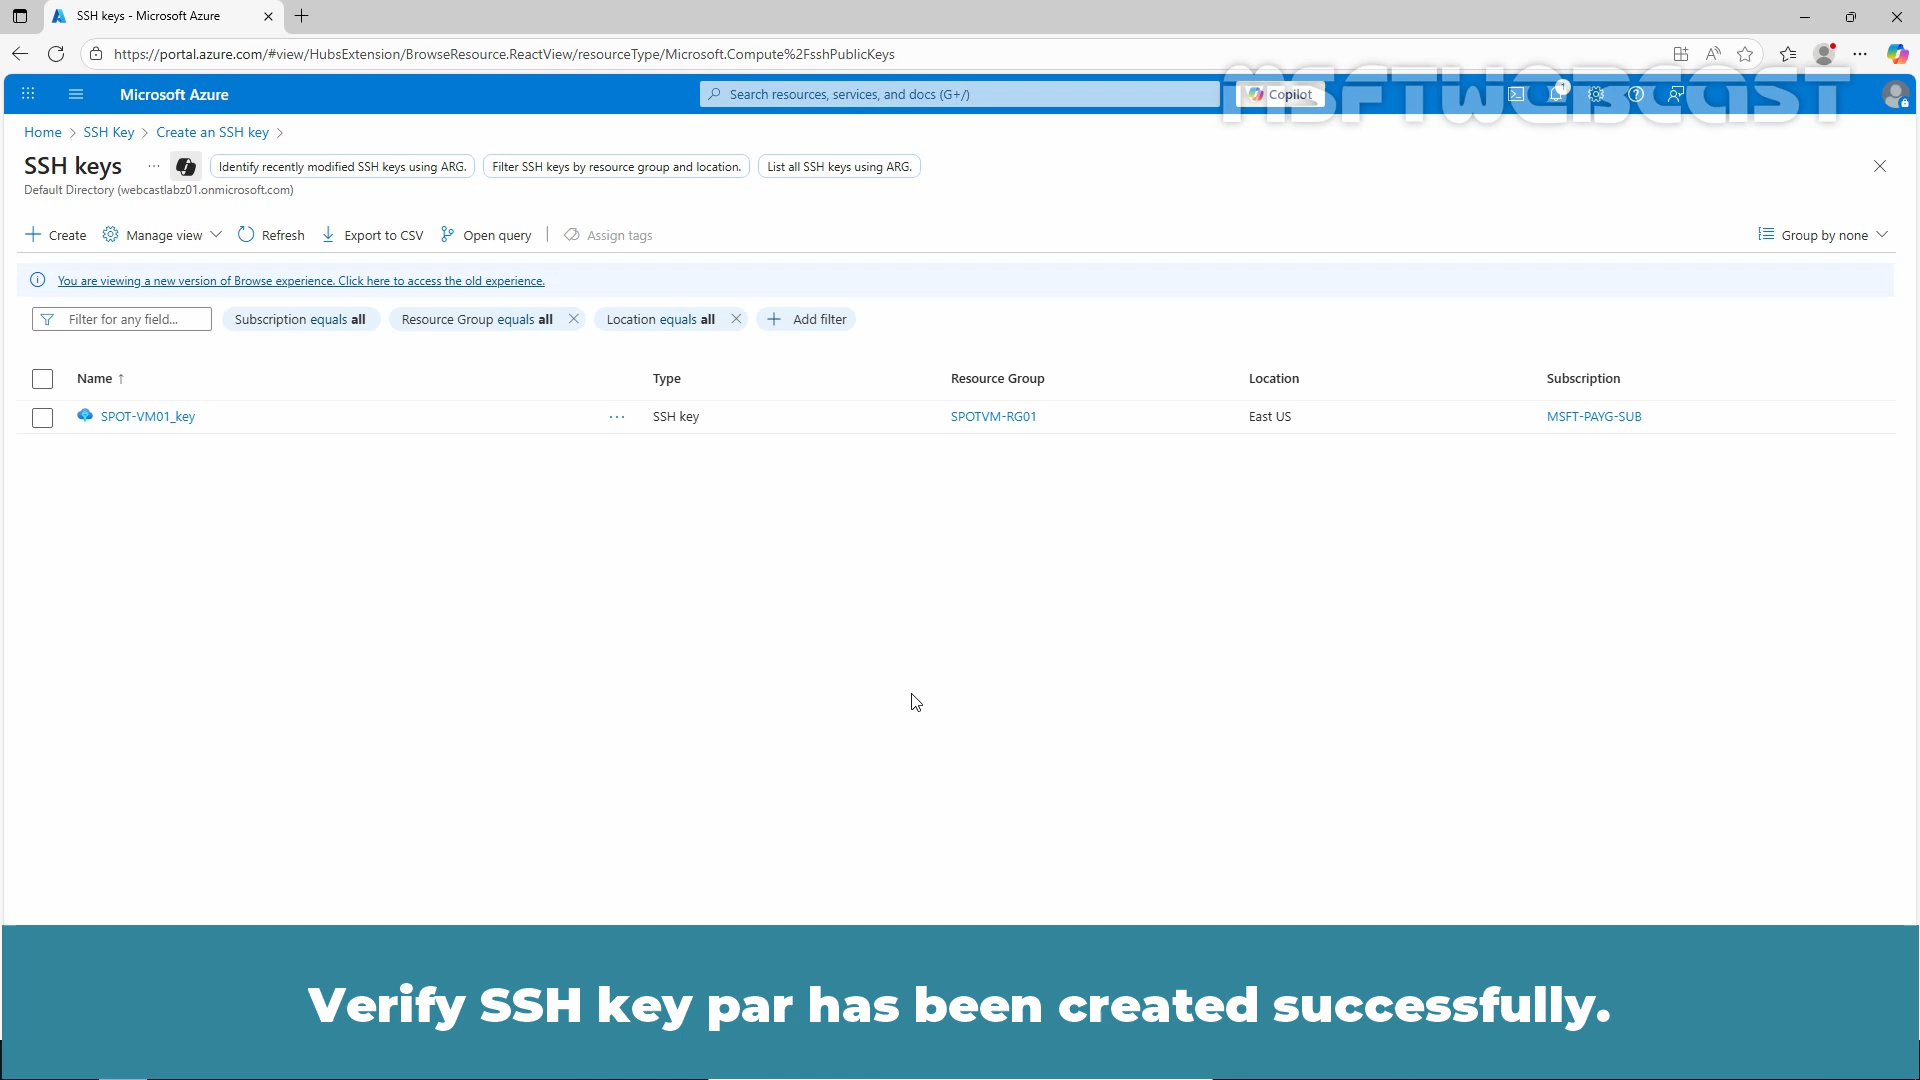 SSH keys - Microsoft Azure
https://portal.azure.com/#view/HubsExtension/BrowseResource.ReactView/resourceType/Microsoft.Compute%2FsshPublicKeys
Microsoft Azure
Search resources, services, and docs (G+/)
Copilot
1
MSFTWEBCAST
Home > SSH Key > Create an SSH key >
SSH keys
Identify recently modified SSH keys using ARG.
Filter SSH keys by resource group and location.
List all SSH keys using ARG.
Default Directory (webcastlabz01.onmicrosoft.com)
Create
Manage view
Refresh
Export to CSV
Open query
Assign tags
Group by none
You are viewing a new version of Browse experience. Click here to access the old experience.
Filter for any field...
Subscription equals all
Resource Group equals all
Location equals all
Add filter
Name ↑ Type Resource Group Location Subscription
SPOT-VM01_key ... SSH key SPOTVM-RG01 East US MSFT-PAYG-SUB
Verify SSH key par has been created successfully.